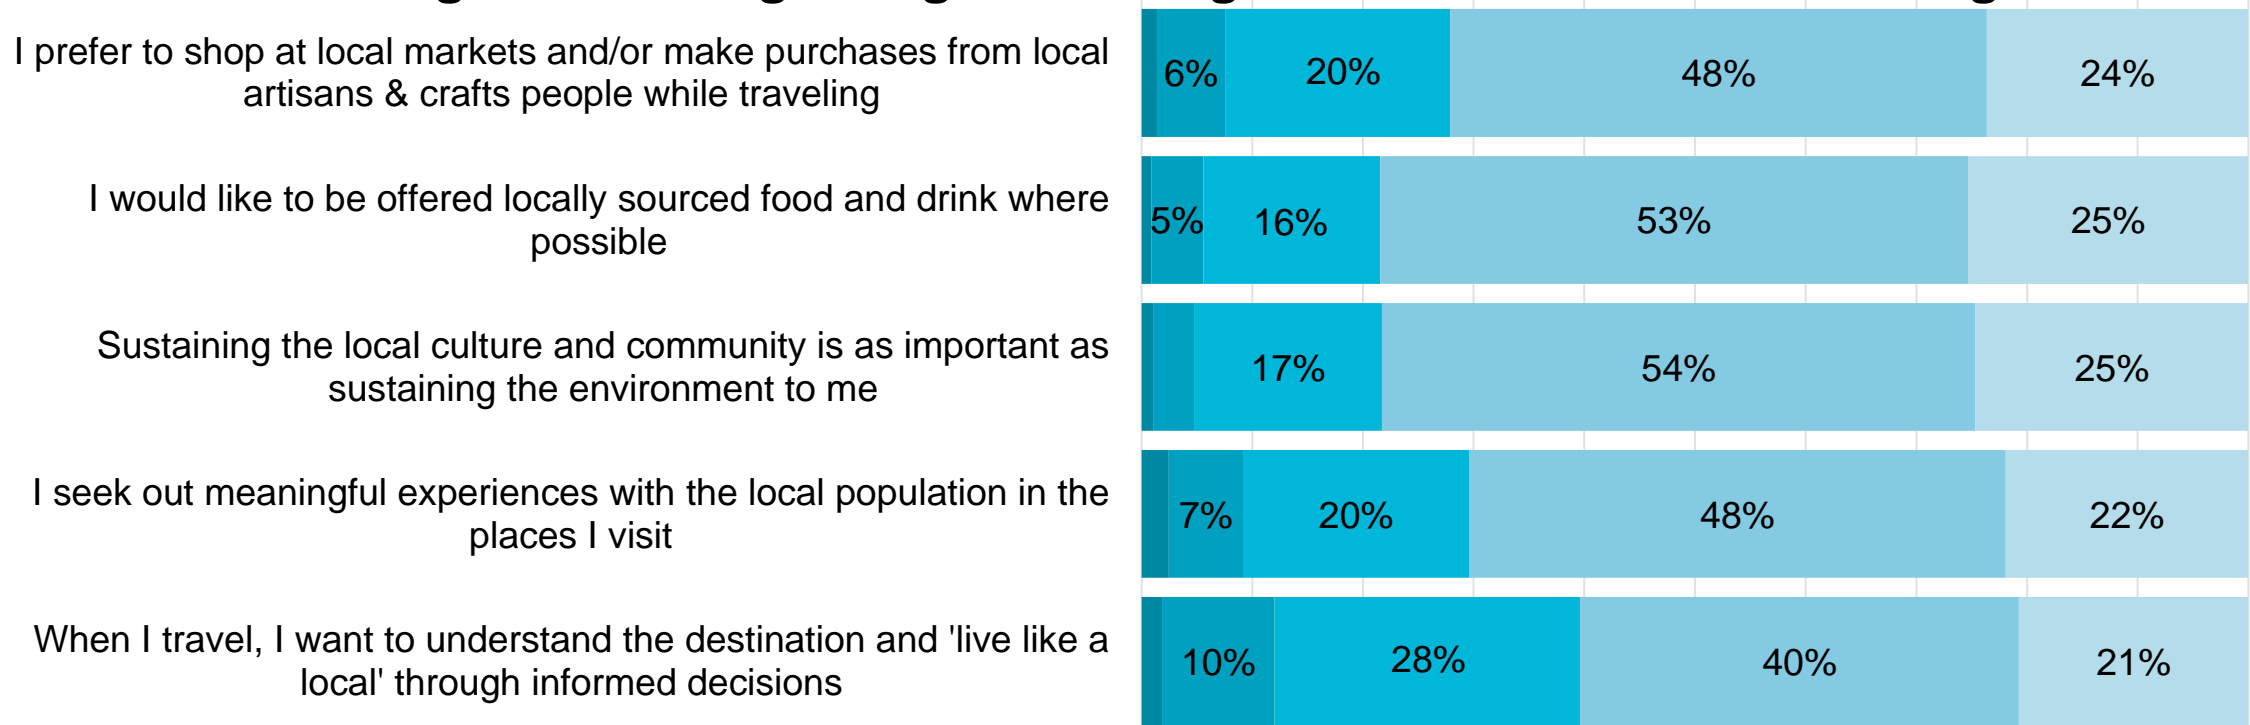 I prefer to shop at local markets and/or make purchases from local
artisans & crafts people while traveling
6% 20% 48% 24%
I would like to be offered locally sourced food and drink where
possible
5% 16% 53% 25%
Sustaining the local culture and community is as important as
sustaining the environment to me
17% 54% 25%
I seek out meaningful experiences with the local population in the
places I visit
7% 20% 48% 22%
When I travel, I want to understand the destination and 'live like a
local' through informed decisions
10% 28% 40% 21%